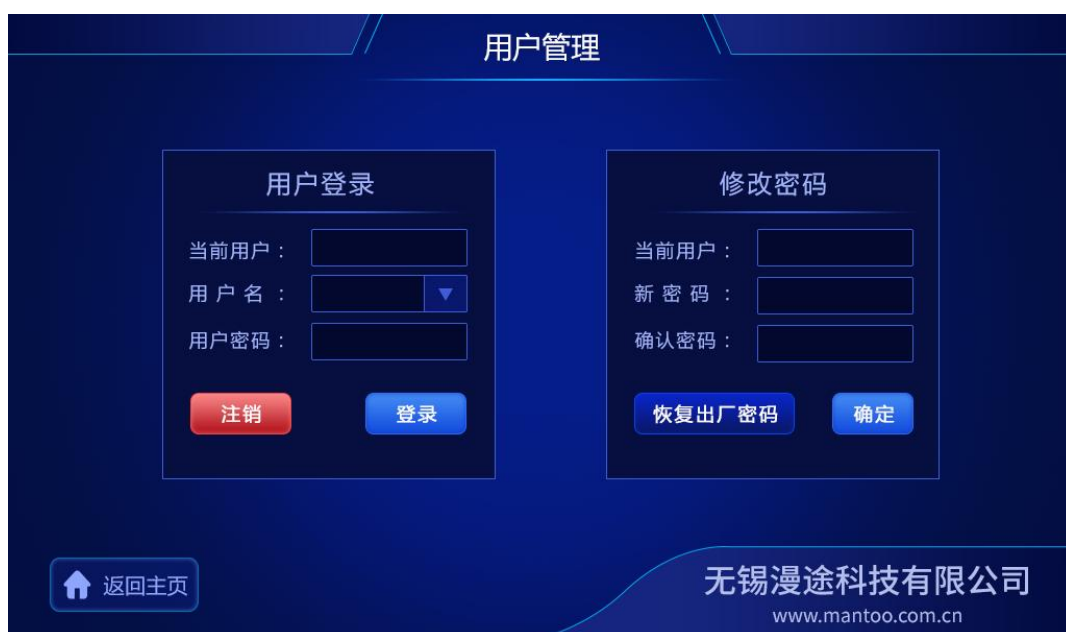 用户管理
用户登录
当前用户：
用户名：
用户密码：
注销 登录
修改密码
当前用户：
新密码：
确认密码：
恢复出厂密码 确定
返回主页
无锡漫途科技有限公司
www.mantoo.com.cn